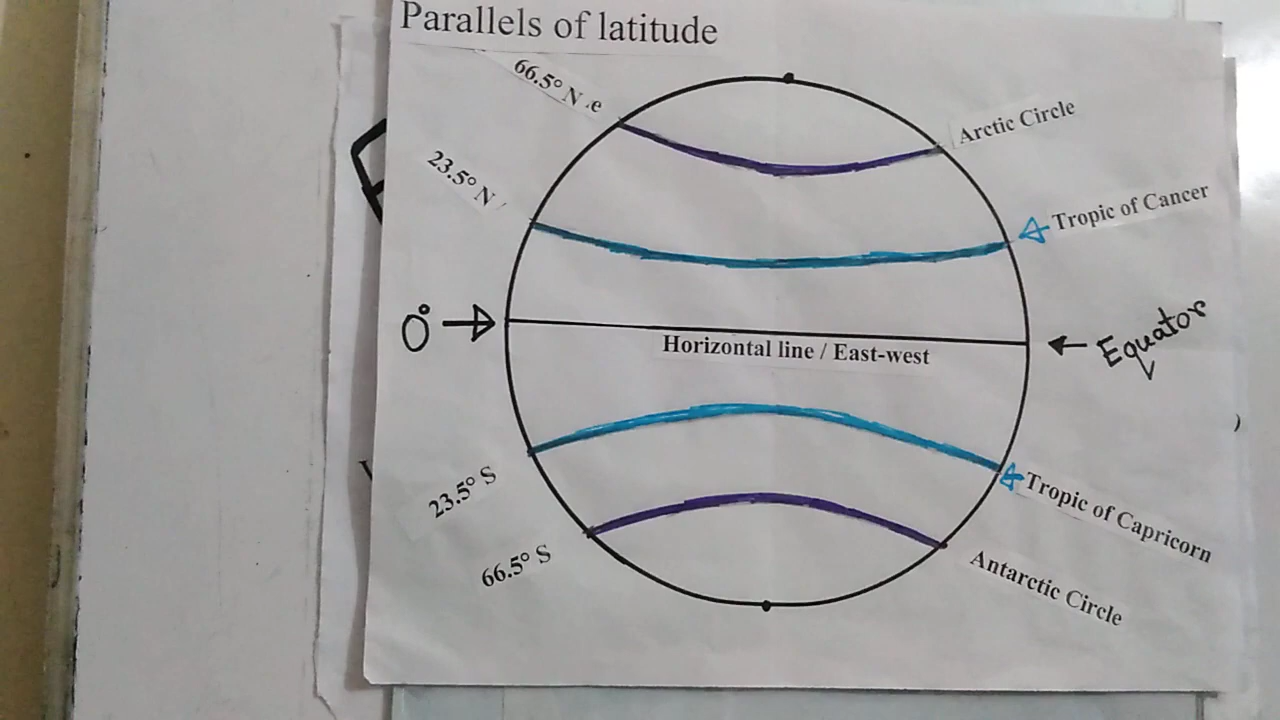 Parallels of latitude
66.5° N
Arctic Circle
23.5° N
Tropic of Cancer
0°
Equator
Horizontal line / East-west
23.5° S
Tropic of Capricorn
66.5° S
Antarctic Circle